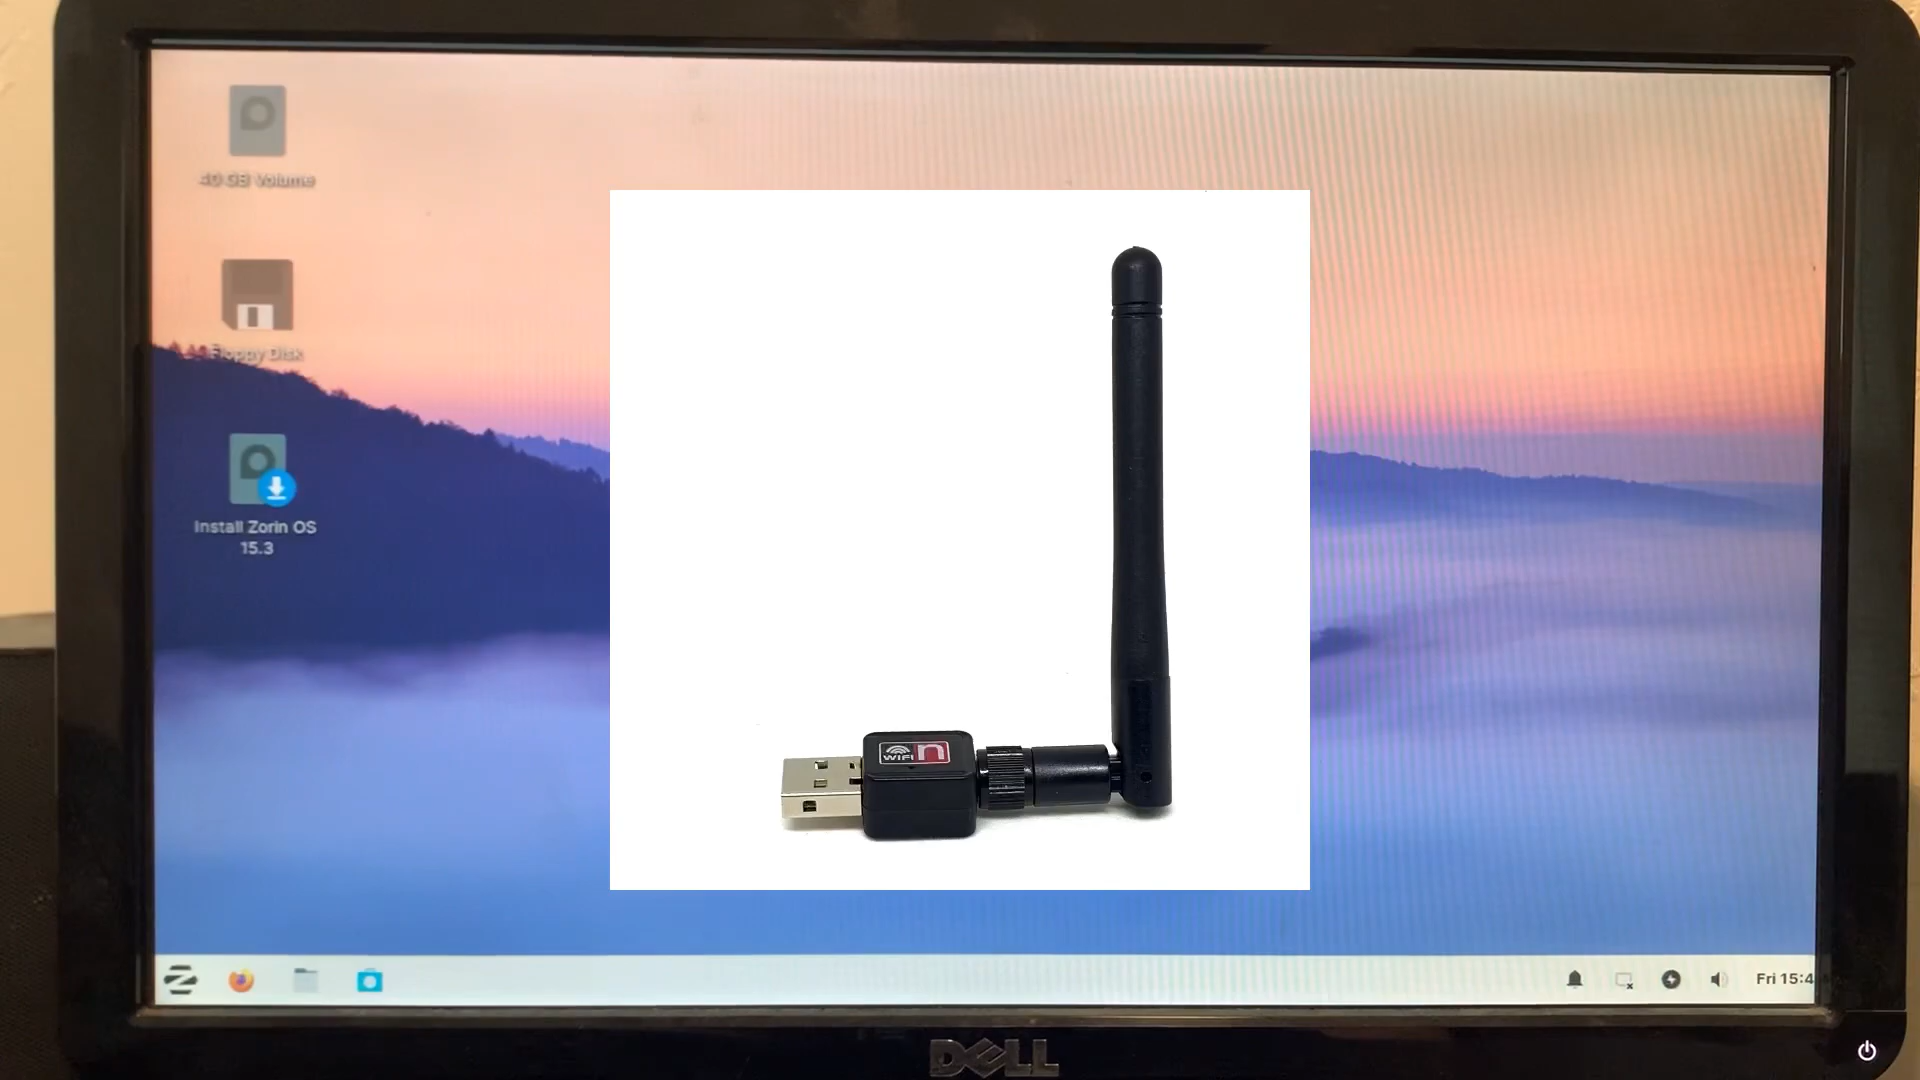 40 GB Volume
Floppy Disk
Install Zorin OS
15.3
WiFi n
Fri 15:4
DELL